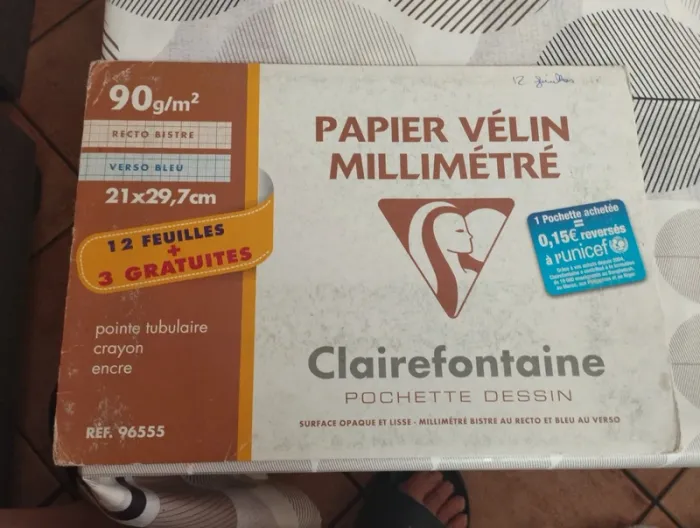 90g/m²
RECTO BISTRE
VERSO BLEU
21x29,7cm
12 FEUILLES
+
3 GRATUITES
pointe tubulaire
crayon
encre
RÉF. 96555
12 feuilles
PAPIER VÉLIN
MILLIMÉTRÉ
1 Pochette achetée
=
0,15€ reversés
à l'unicef
Clairefontaine
POCHETTE DESSIN
SURFACE OPAQUE ET LISSE - MILLIMÉTRÉ BISTRE AU RECTO ET BLEU AU VERSO